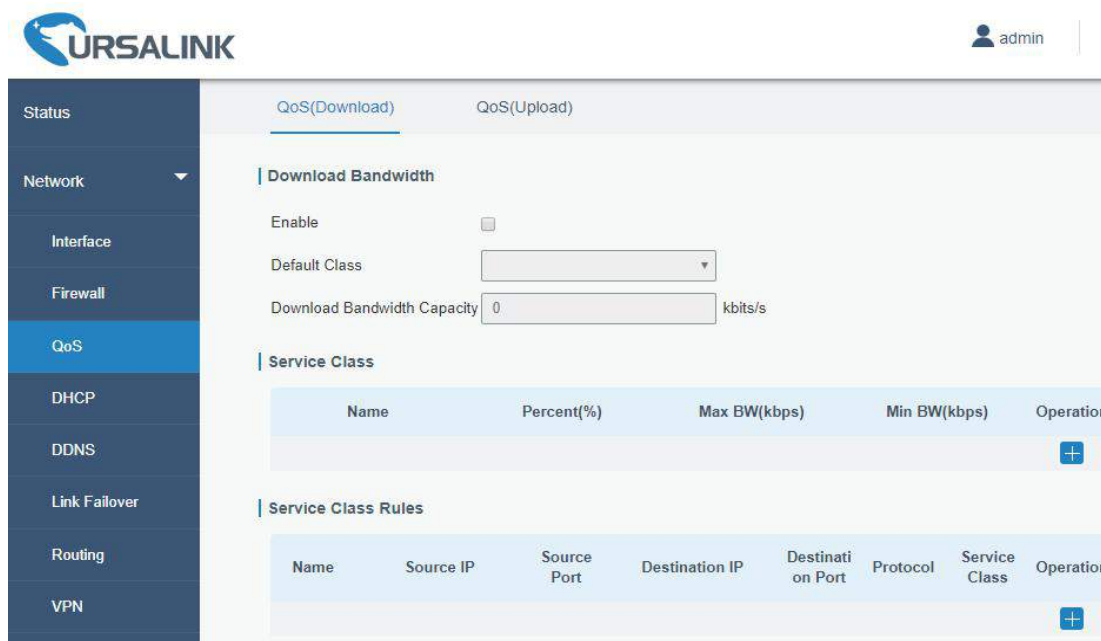 URSALINK
admin
Status
QoS(Download) QoS(Upload)
Network
Download Bandwidth
Enable
Interface
Default Class
Firewall
Download Bandwidth Capacity 0 kbits/s
QoS
Service Class
DHCP
Name Percent(%) Max BW(kbps) Min BW(kbps) Operation
DDNS
Link Failover
Service Class Rules
Routing
Name Source IP Source Port Destination IP Destinati on Port Protocol Service Class Operation
VPN